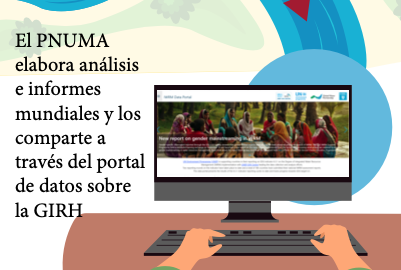 El PNUMA
elabora análisis
e informes
mundiales y los
comparte a
través del portal
de datos sobre
la GIRH
New report on gender mainstreaming in IWRM